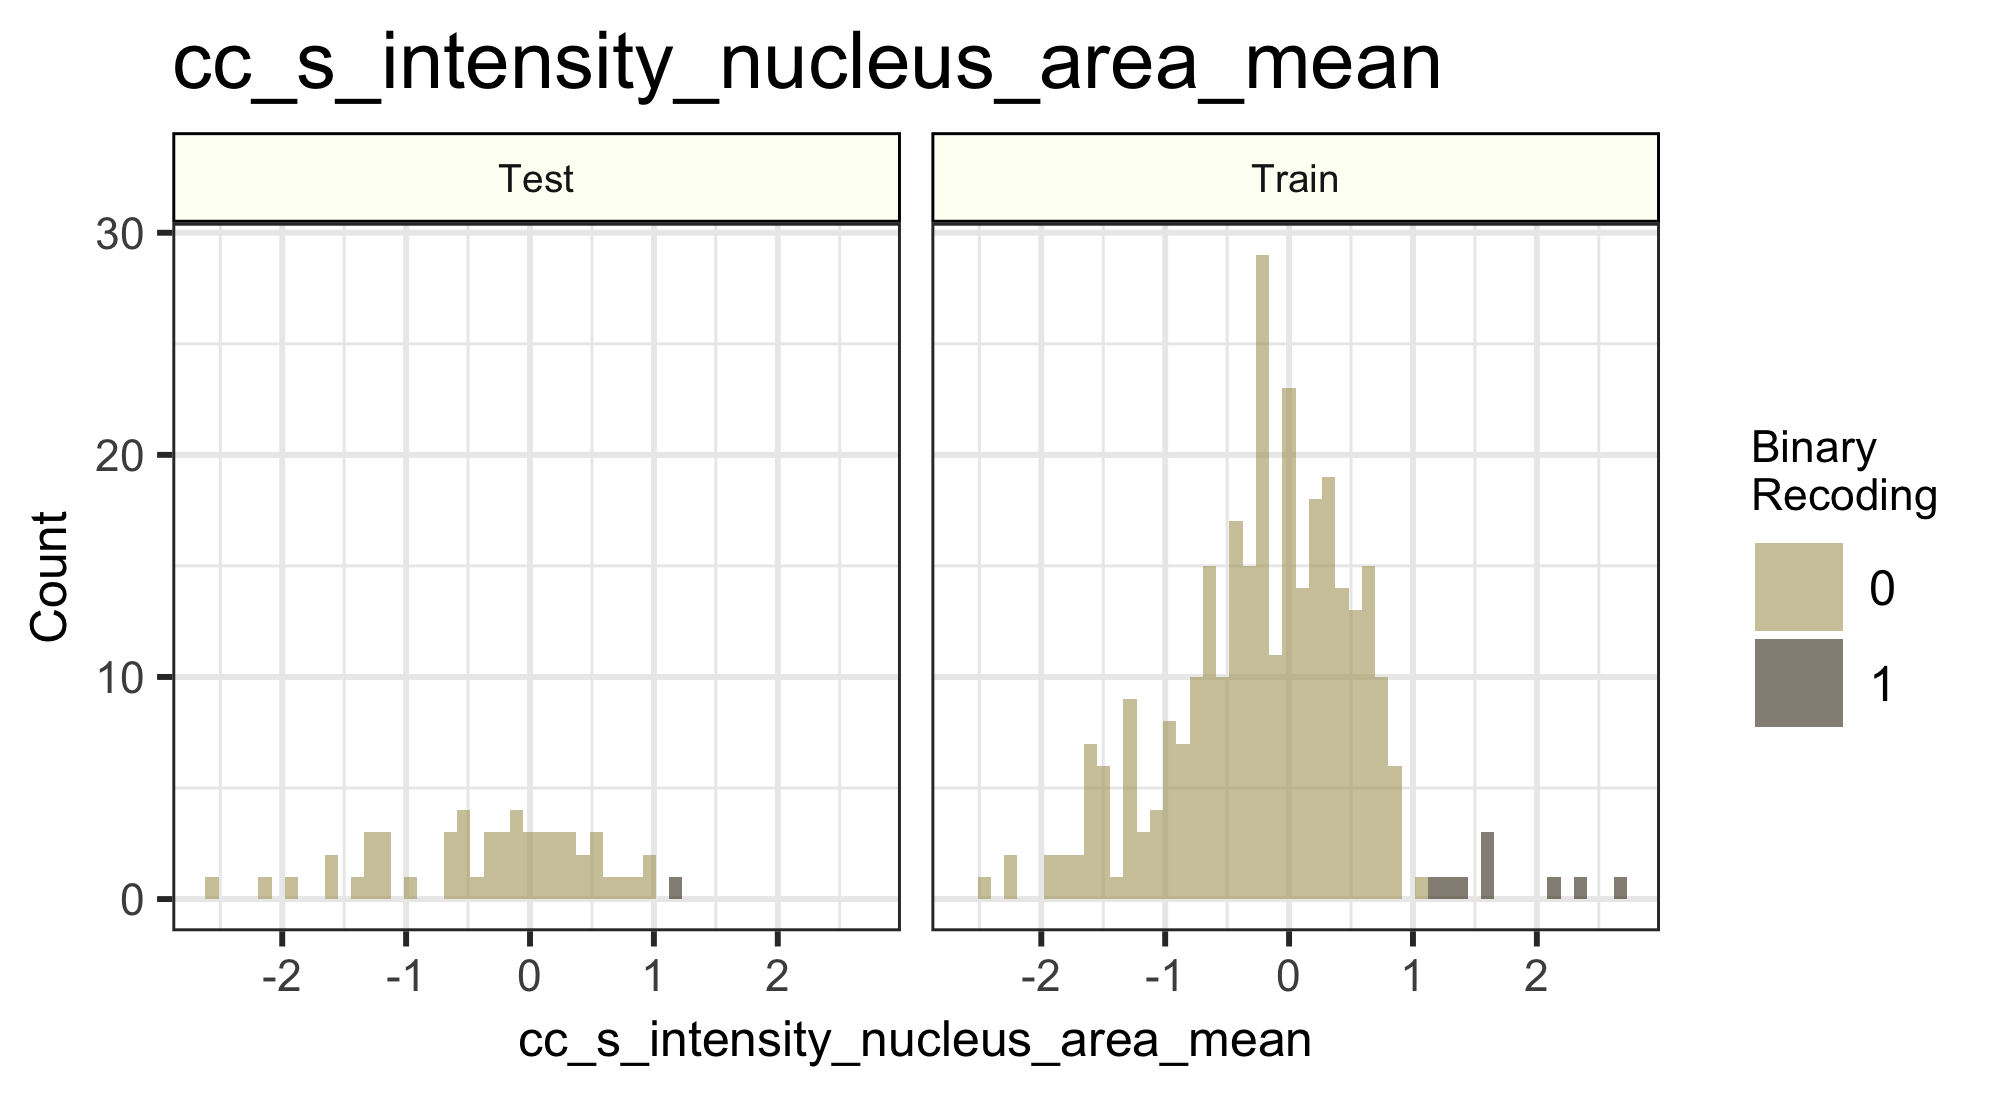 cc_s_intensity_nucleus_area_mean
Test
Train
30
20
10
0
Count
-2 -1 0 1 2
-2 -1 0 1 2
cc_s_intensity_nucleus_area_mean
Binary
Recoding
0
1